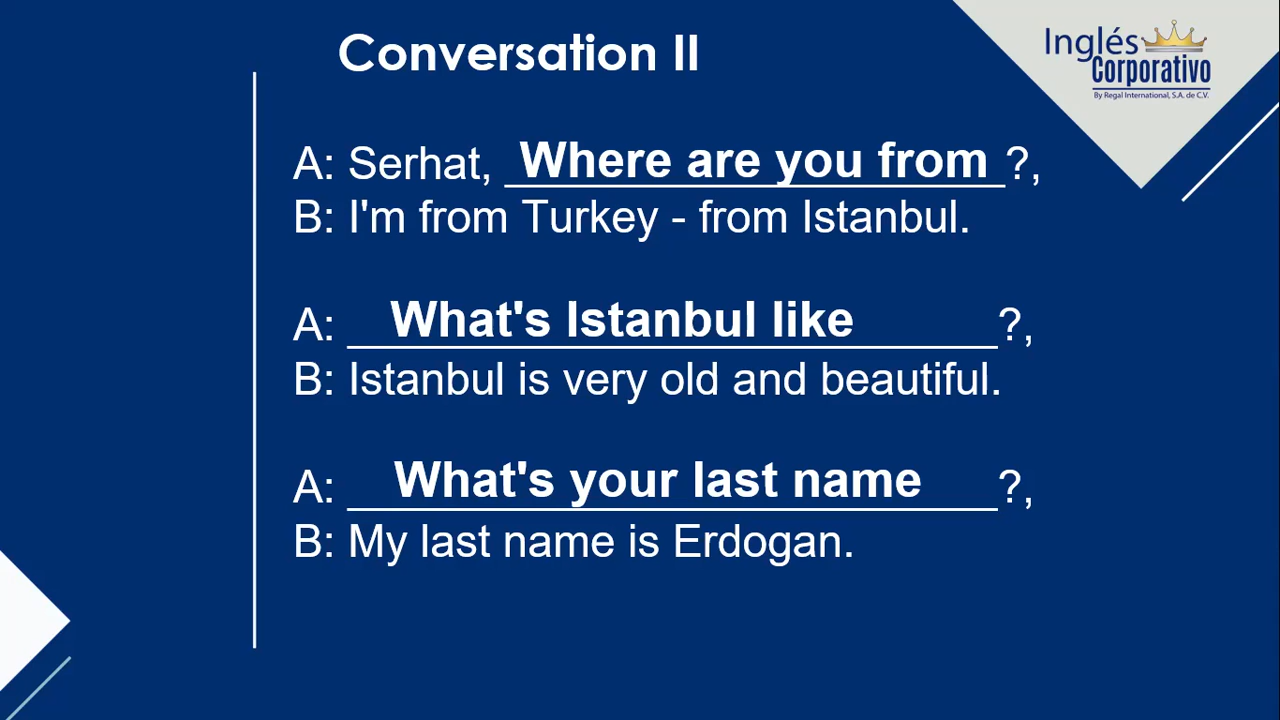 Conversation II
Inglés
Corporativo
By Regal International, S.A. de C.V.
A: Serhat, Where are you from ?,
B: I'm from Turkey - from Istanbul.
A: What's Istanbul like ?,
B: Istanbul is very old and beautiful.
A: What's your last name ?,
B: My last name is Erdogan.